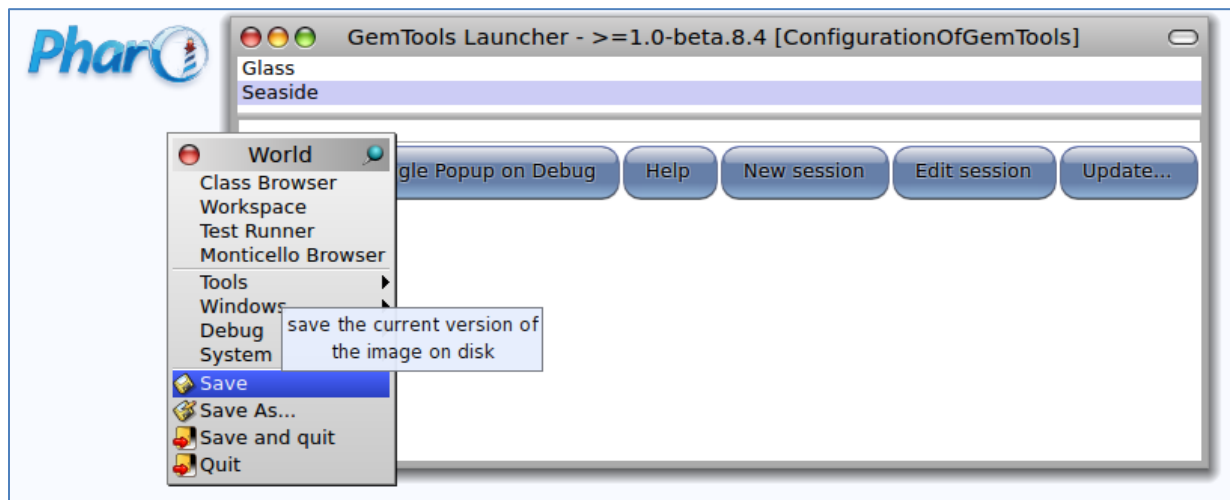 Pharo
GemTools Launcher - >=1.0-beta.8.4 [ConfigurationOfGemTools]
Glass
Seaside
World
Class Browser
Workspace
Test Runner
Monticello Browser
Tools
Windows
Debug
System
Save
Save As...
Save and quit
Quit
save the current version of
the image on disk
gle Popup on Debug Help New session Edit session Update...